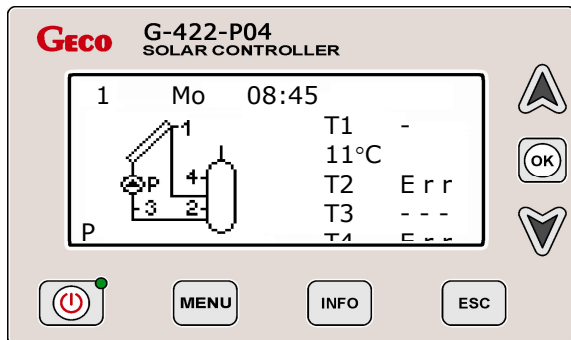 GECO
G-422-P04
SOLAR CONTROLLER
1 Mo 08:45
T1 -
11°C
T2 E r r
T3 - - -
T4 E r r
1
P 4
3 2
P
OK
MENU INFO ESC